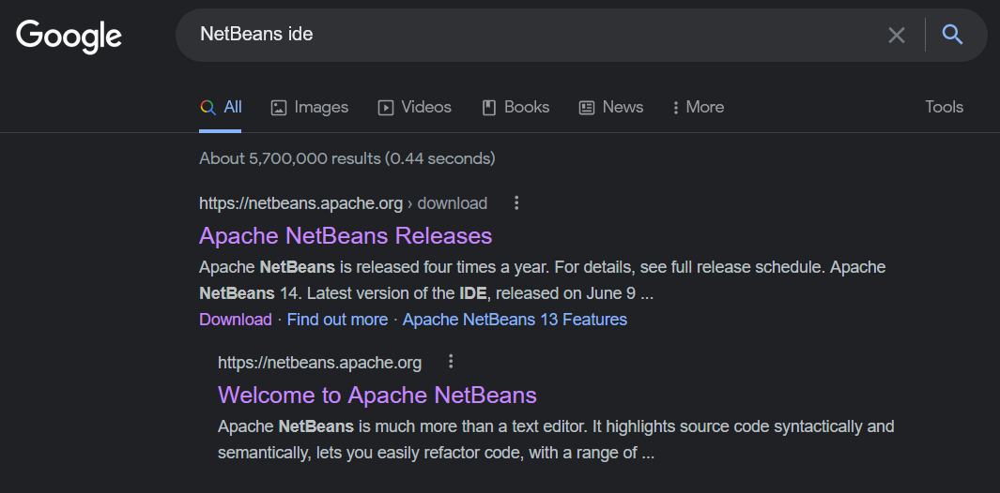 Google
NetBeans ide
All Images Videos Books News More Tools
About 5,700,000 results (0.44 seconds)
https://netbeans.apache.org › download
Apache NetBeans Releases
Apache NetBeans is released four times a year. For details, see full release schedule. Apache
NetBeans 14. Latest version of the IDE, released on June 9 ...
Download · Find out more · Apache NetBeans 13 Features
https://netbeans.apache.org
Welcome to Apache NetBeans
Apache NetBeans is much more than a text editor. It highlights source code syntactically and
semantically, lets you easily refactor code, with a range of ...